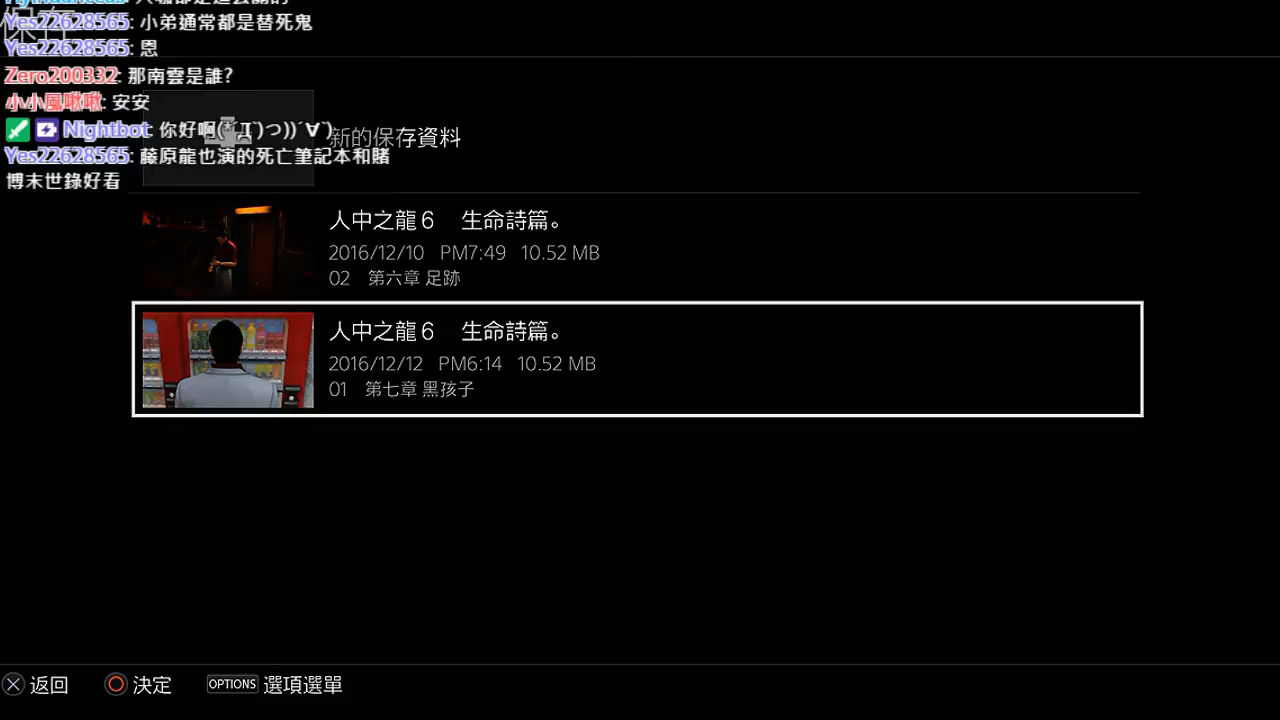 保存
Yes22628565: 小弟通常都是替死鬼
Yes22628565: 恩
Zero200332: 那南雲是誰?
小小風啾啾: 安安
Nightbot: 你好啊(*´Д`)つ))´∀`)
新的保存資料
Yes22628565: 藤原龍也演的死亡筆記本和賭
博末世錄好看
人中之龍6 生命詩篇。
2016/12/10 PM7:49 10.52 MB
02 第六章 足跡
人中之龍6 生命詩篇。
2016/12/12 PM6:14 10.52 MB
01 第七章 黑孩子
返回 決定 OPTIONS 選項選單